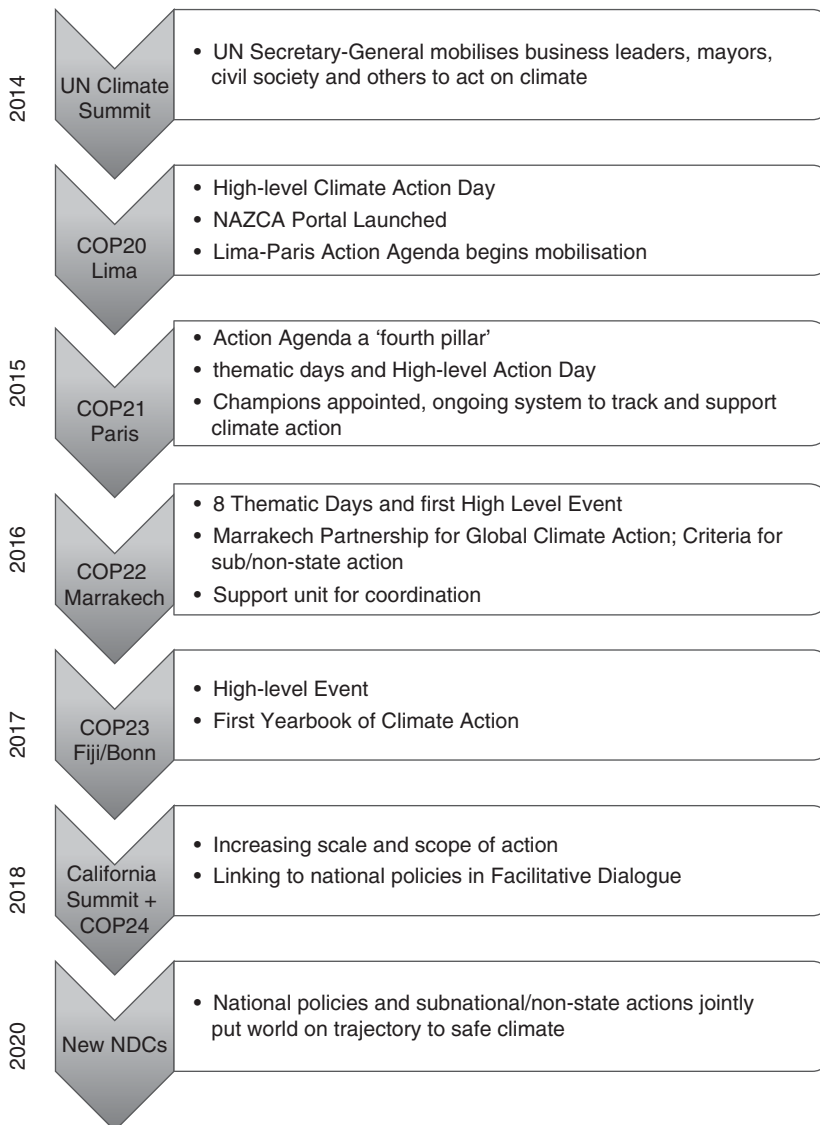 2014
UN Climate
Summit
• UN Secretary-General mobilises business leaders, mayors,
civil society and others to act on climate
COP20
Lima
• High-level Climate Action Day
• NAZCA Portal Launched
• Lima-Paris Action Agenda begins mobilisation
2015
COP21
Paris
• Action Agenda a ‘fourth pillar’
• thematic days and High-level Action Day
• Champions appointed, ongoing system to track and support
climate action
2016
COP22
Marrakech
• 8 Thematic Days and first High Level Event
• Marrakech Partnership for Global Climate Action; Criteria for
sub/non-state action
• Support unit for coordination
2017
COP23
Fiji/Bonn
• High-level Event
• First Yearbook of Climate Action
2018
California
Summit +
COP24
• Increasing scale and scope of action
• Linking to national policies in Facilitative Dialogue
2020
New NDCs
• National policies and subnational/non-state actions jointly
put world on trajectory to safe climate